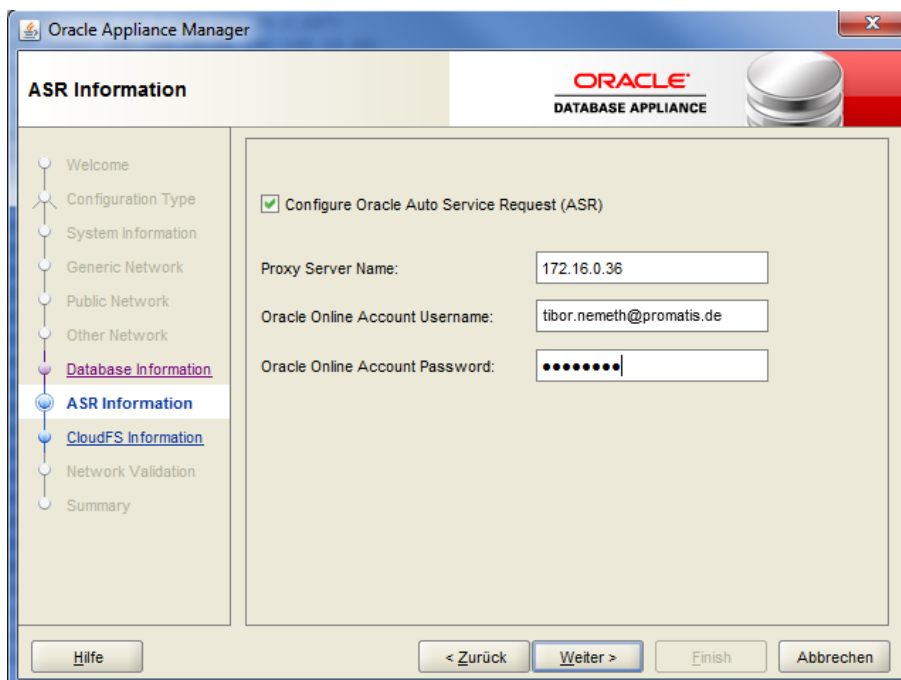 Oracle Appliance Manager
ASR Information
ORACLE
DATABASE APPLIANCE
Welcome
Configuration Type
System Information
Generic Network
Public Network
Other Network
Database Information
ASR Information
CloudFS Information
Network Validation
Summary
Configure Oracle Auto Service Request (ASR)
Proxy Server Name: 172.16.0.36
Oracle Online Account Username: tibor.nemeth@promatis.de
Oracle Online Account Password: ●●●●●●●●
Hilfe
< Zurück
Weiter >
Finish
Abbrechen